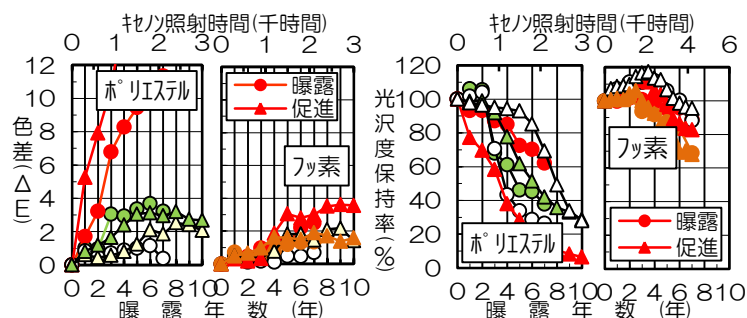 ｷｾﾉﾝ照射時間(千時間)
0 1 2 3 0 1 2 3
12
10
8
6
4
2
0
色差(ΔE)
ﾎﾟﾘｴｽﾃﾙ
曝露
促進
フッ素
0 2 4 6 8 10 0 2 4 6 8 10
曝露年数(年)
ｷｾﾉﾝ照射時間(千時間)
0 1 2 3 0 2 4 6
120
100
80
60
40
20
0
光沢度保持率(%)
ﾎﾟﾘｴｽﾃﾙ
フッ素
曝露
促進
0 2 4 6 8 10 0 2 4 6 8 10
曝露年数(年)